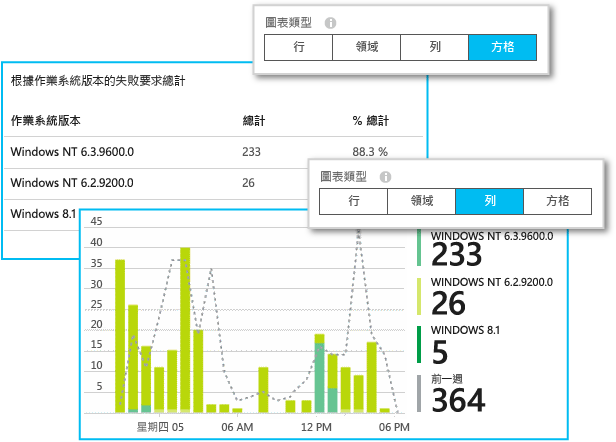 圖表類型
行 領域 列 方格
根據作業系統版本的失敗要求總計
作業系統版本 總計 % 總計
Windows NT 6.3.9600.0 233 88.3 %
Windows NT 6.2.9200.0 26
Windows 8.1
圖表類型
行 領域 列 方格
45
40
35
30
25
20
15
10
5
星期四 05 06 AM 12 PM 06 PM
WINDOWS NT 6.3.9600.0
233
WINDOWS NT 6.2.9200.0
26
WINDOWS 8.1
5
前一週
364